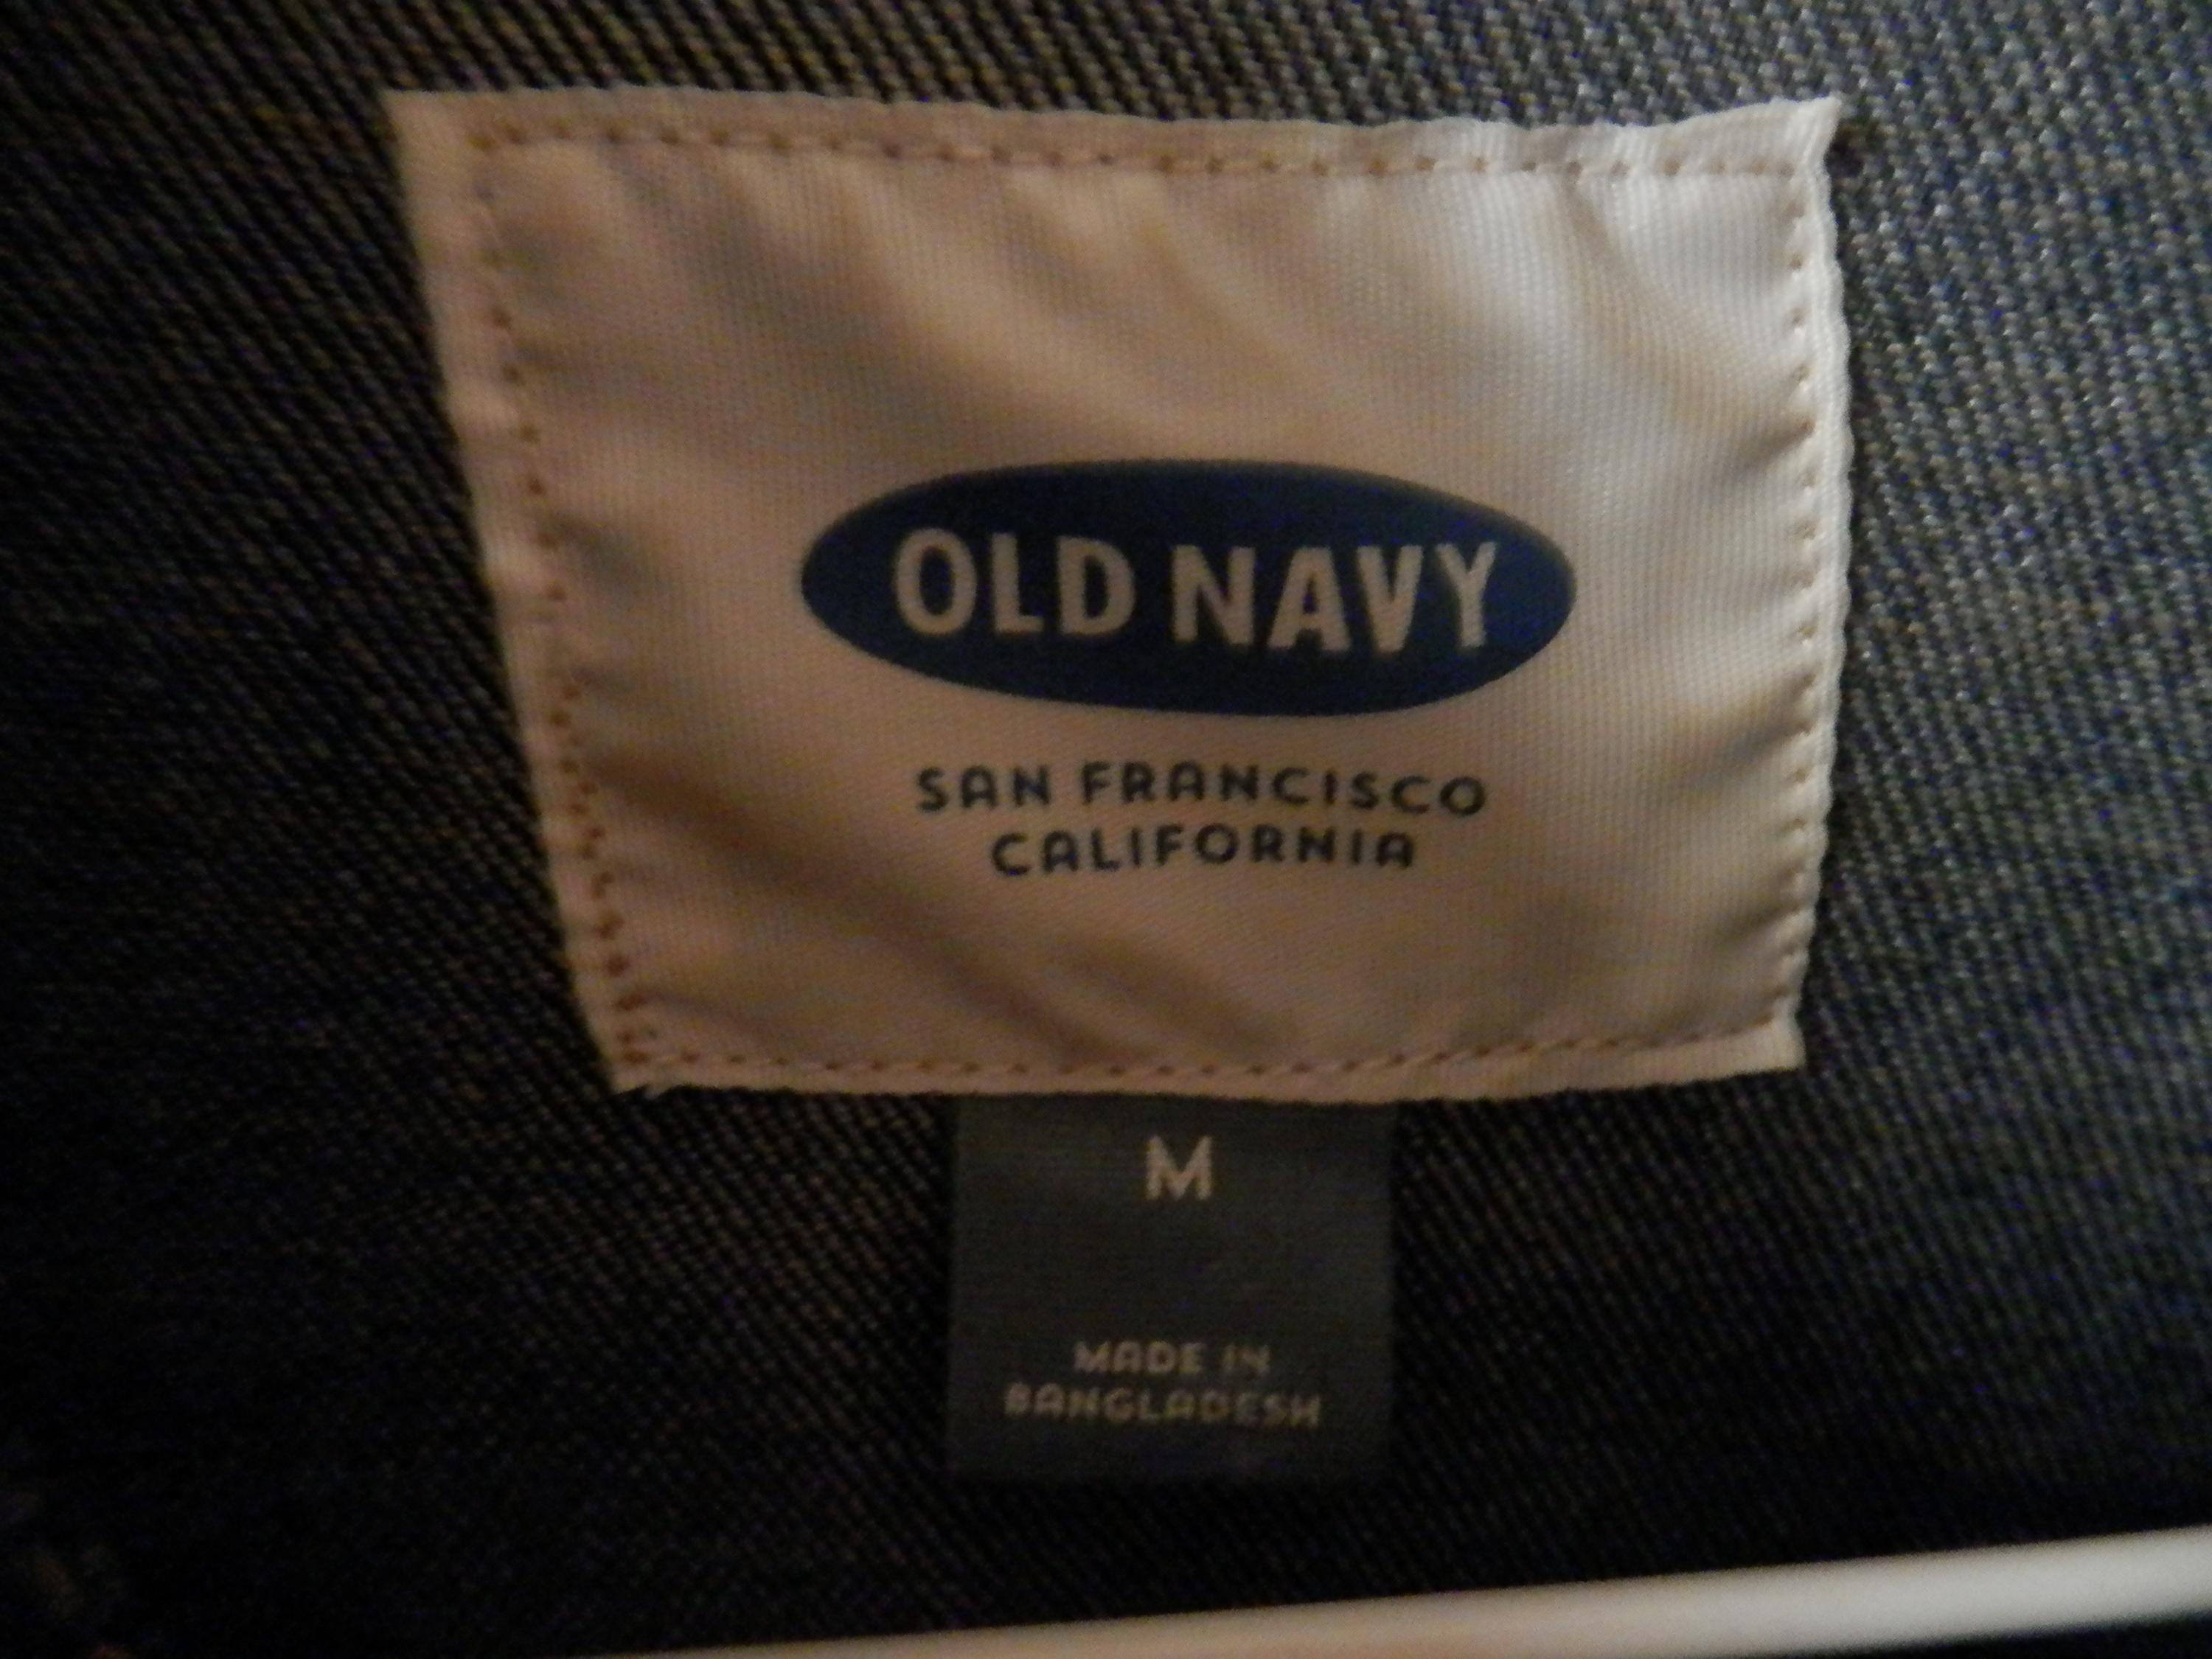 OLD NAVY
SAN FRANCISCO
CALIFORNIA
M
MADE IN
BANGLADESH